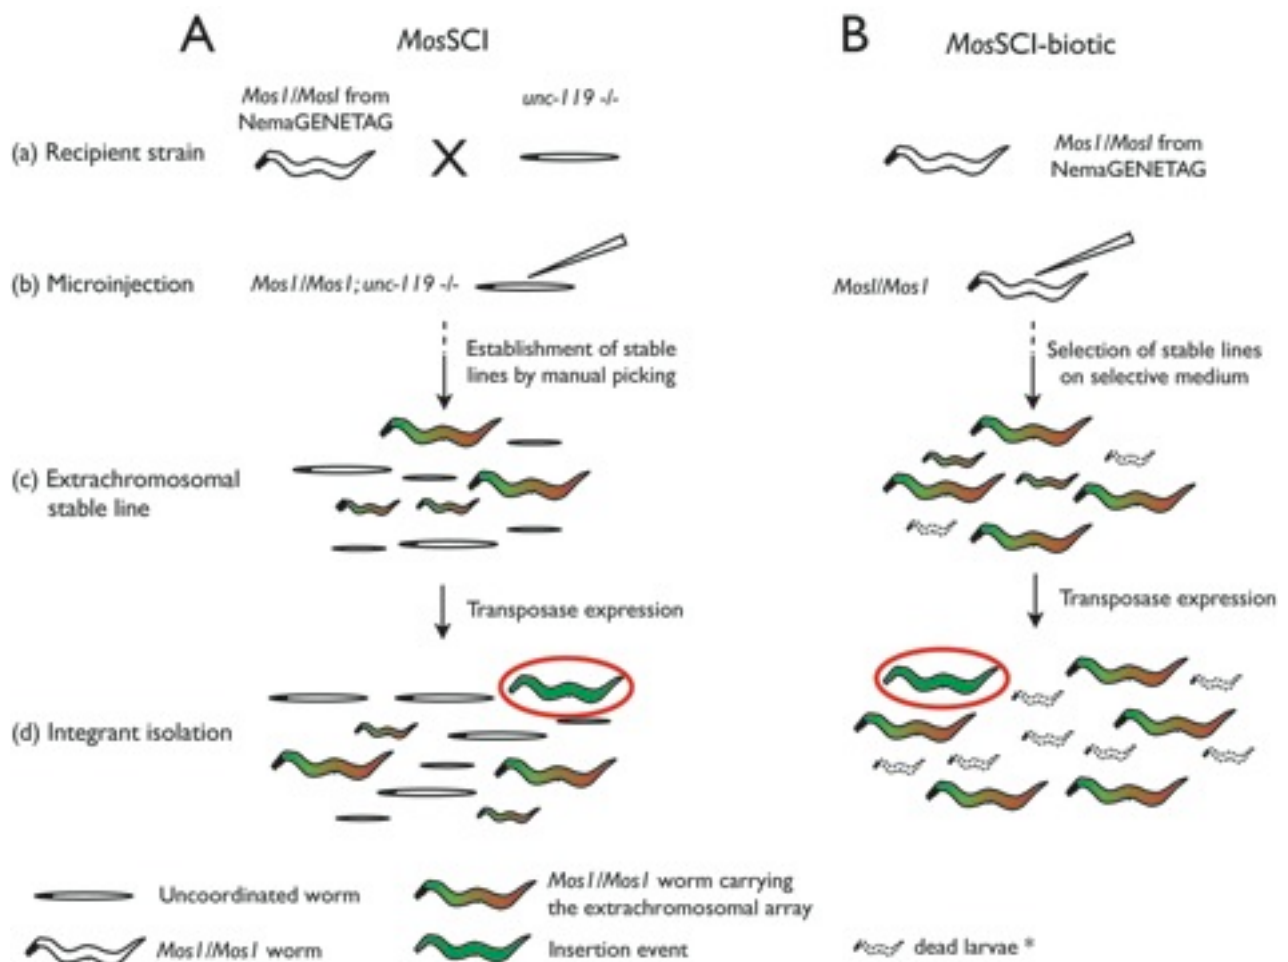 A
MosSCI
B
MosSCI-biotic
Mos1/MosI from
NemaGENETAG
unc-119 -/-
(a) Recipient strain
X
Mos1/MosI from
NemaGENETAG
(b) Microinjection
Mos1/Mos1; unc-119 -/-
MosI/Mos1
Establishment of stable
lines by manual picking
Selection of stable lines
on selective medium
(c) Extrachromosomal
stable line
Transposase expression
Transposase expression
(d) Integrant isolation
Uncoordinated worm
Mos1/Mos1 worm carrying
the extrachromosomal array
Mos1/Mos1 worm
Insertion event
dead larvae *